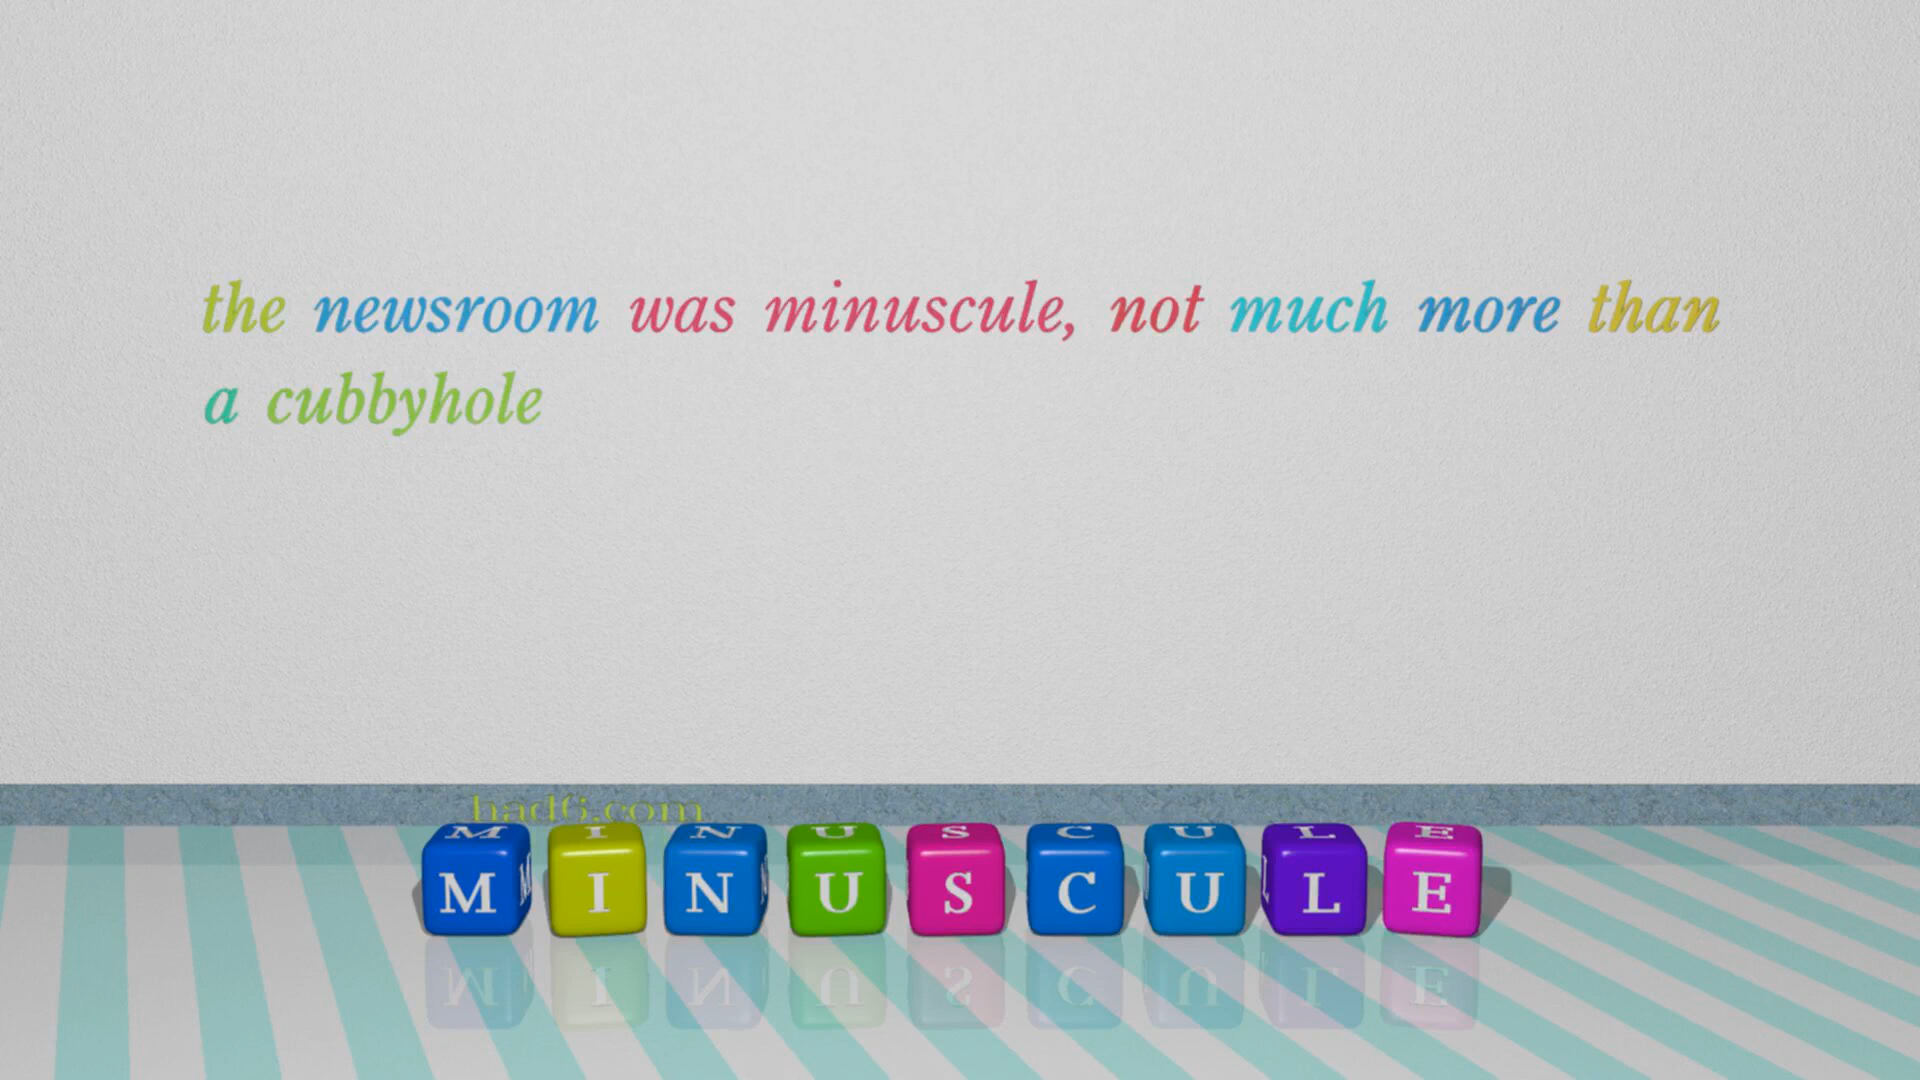 the newsroom was minuscule, not much more than
a cubbyhole
had6.com
MINUSCULE